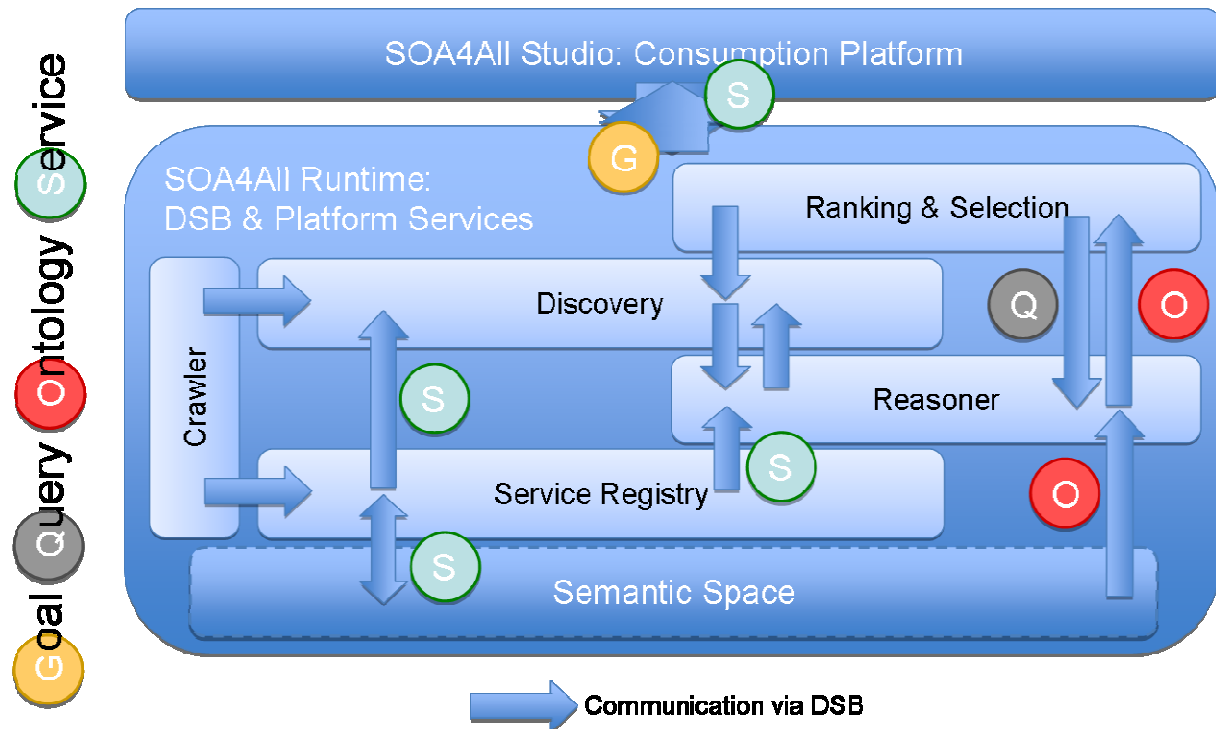 SOA4All Studio: Consumption Platform
S
G
SOA4All Runtime:
DSB & Platform Services
Ranking & Selection
Discovery
Q
O
Crawler
S
Reasoner
S
Service Registry
O
S
Semantic Space
Communication via DSB
Goal Query Ontology Service